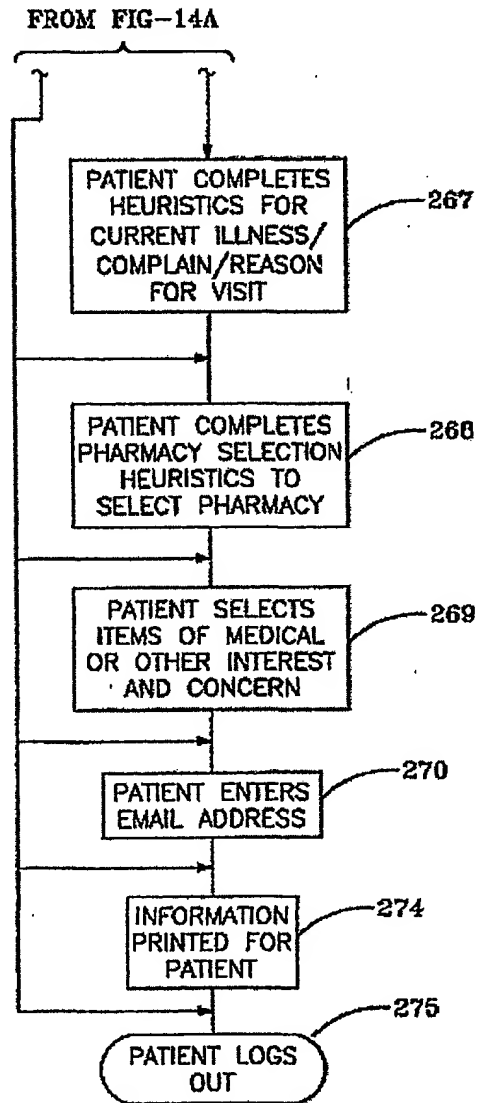 FROM FIG-14A
PATIENT COMPLETES
HEURISTICS FOR
CURRENT ILLNESS/
COMPLAIN/REASON
FOR VISIT
267
PATIENT COMPLETES
PHARMACY SELECTION
HEURISTICS TO
SELECT PHARMACY
268
PATIENT SELECTS
ITEMS OF MEDICAL
OR OTHER INTEREST
AND CONCERN
269
PATIENT ENTERS
EMAIL ADDRESS
270
INFORMATION
PRINTED FOR
PATIENT
274
PATIENT LOGS
OUT
275